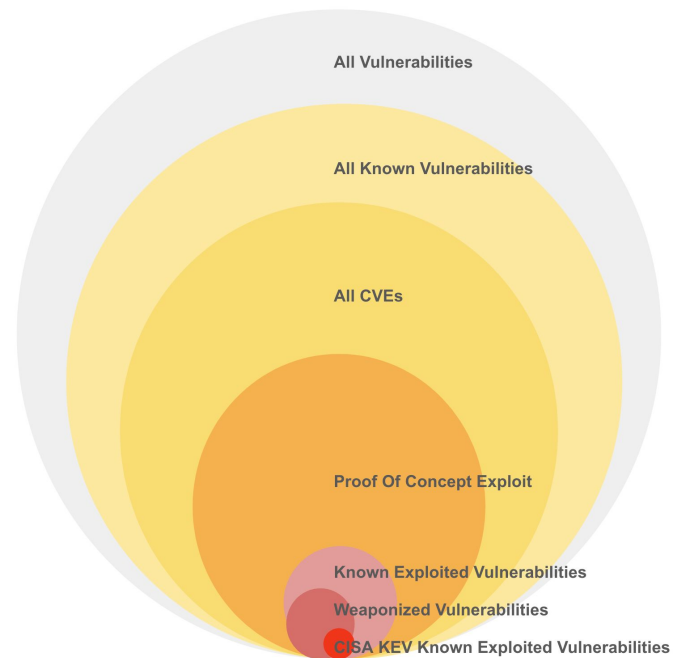 All Vulnerabilities
All Known Vulnerabilities
All CVEs
Proof Of Concept Exploit
Known Exploited Vulnerabilities
Weaponized Vulnerabilities
CISA KEV Known Exploited Vulnerabilities